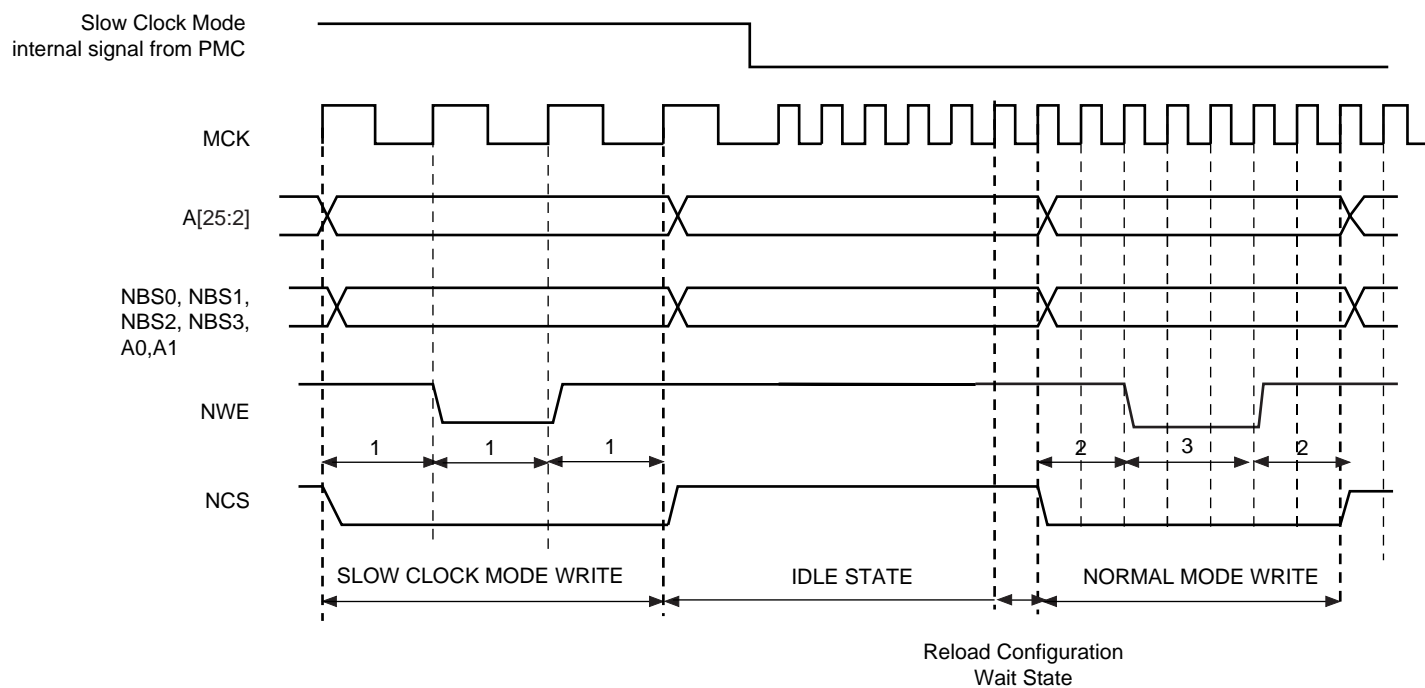 Slow Clock Mode
internal signal from PMC
MCK
A[25:2]
NBS0, NBS1,
NBS2, NBS3,
A0,A1
NWE
1 1 1 2 3 2
NCS
SLOW CLOCK MODE WRITE IDLE STATE NORMAL MODE WRITE
Reload Configuration
Wait State